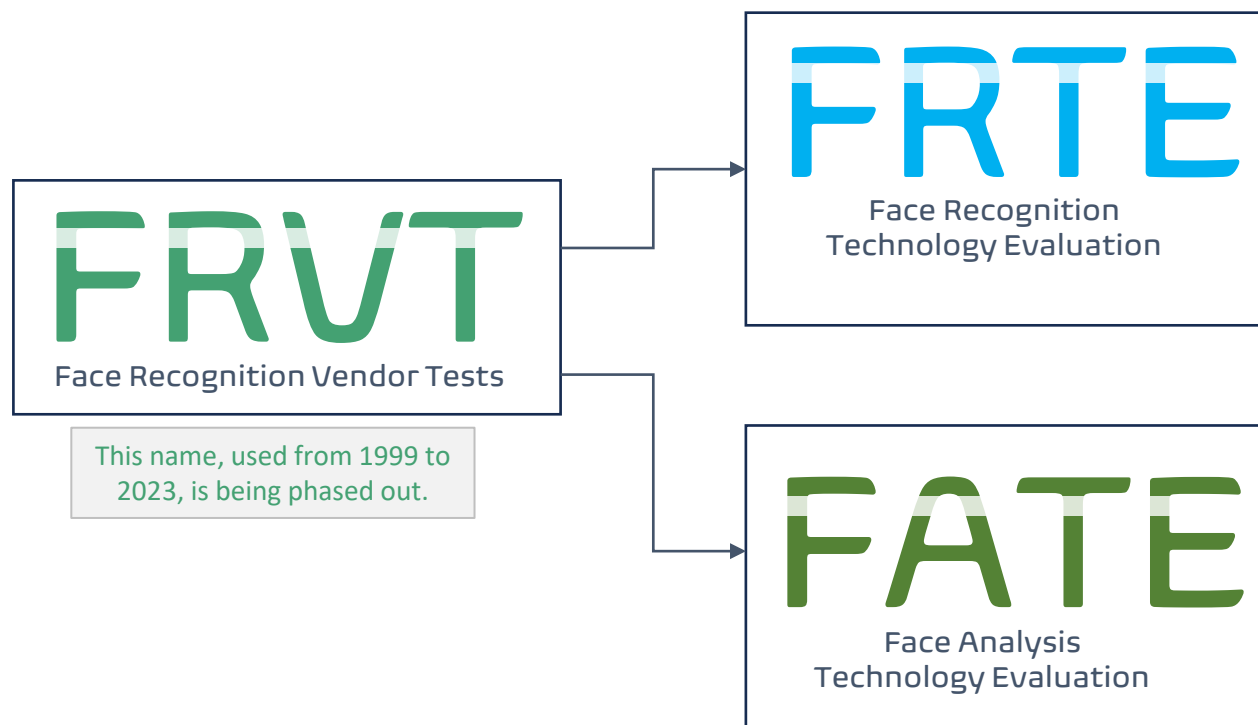 FRVT
Face Recognition Vendor Tests
This name, used from 1999 to
2023, is being phased out.
FRTE
Face Recognition
Technology Evaluation
FATE
Face Analysis
Technology Evaluation